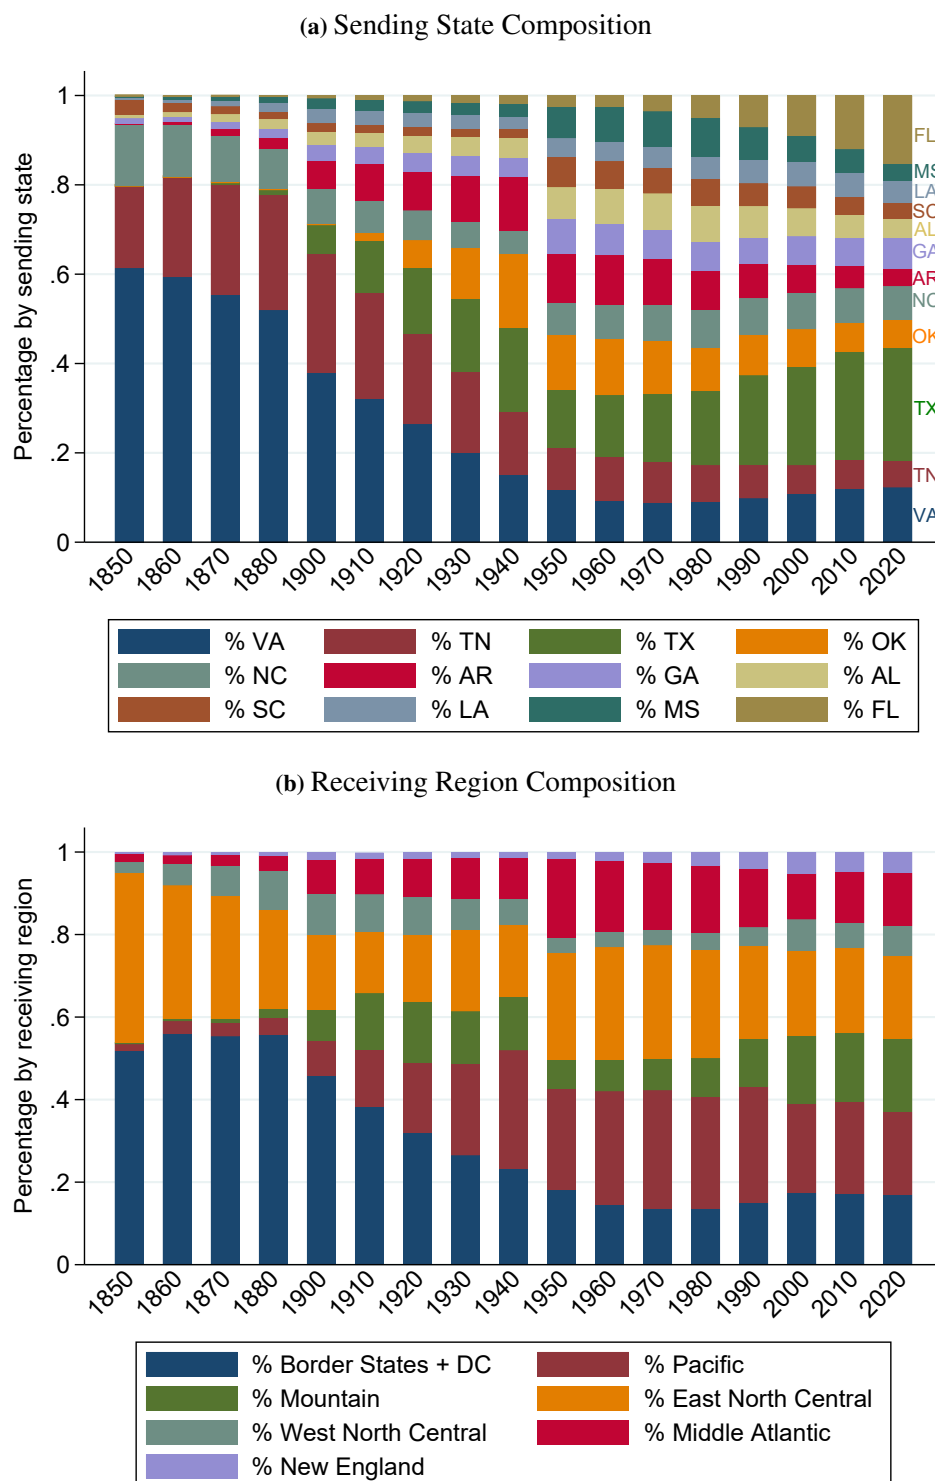 (a) Sending State Composition
Percentage by sending state
1
.8
.6
.4
.2
0
FL
MS
LA
SC
AL
GA
AR
NC
OK
TX
TN
VA
1850 1860 1870 1880 1900 1910 1920 1930 1940 1950 1960 1970 1980 1990 2000 2010 2020
% VA % TN % TX % OK
% NC % AR % GA % AL
% SC % LA % MS % FL
(b) Receiving Region Composition
Percentage by receiving region
1
.8
.6
.4
.2
0
1850 1860 1870 1880 1900 1910 1920 1930 1940 1950 1960 1970 1980 1990 2000 2010 2020
% Border States + DC % Pacific
% Mountain % East North Central
% West North Central % Middle Atlantic
% New England